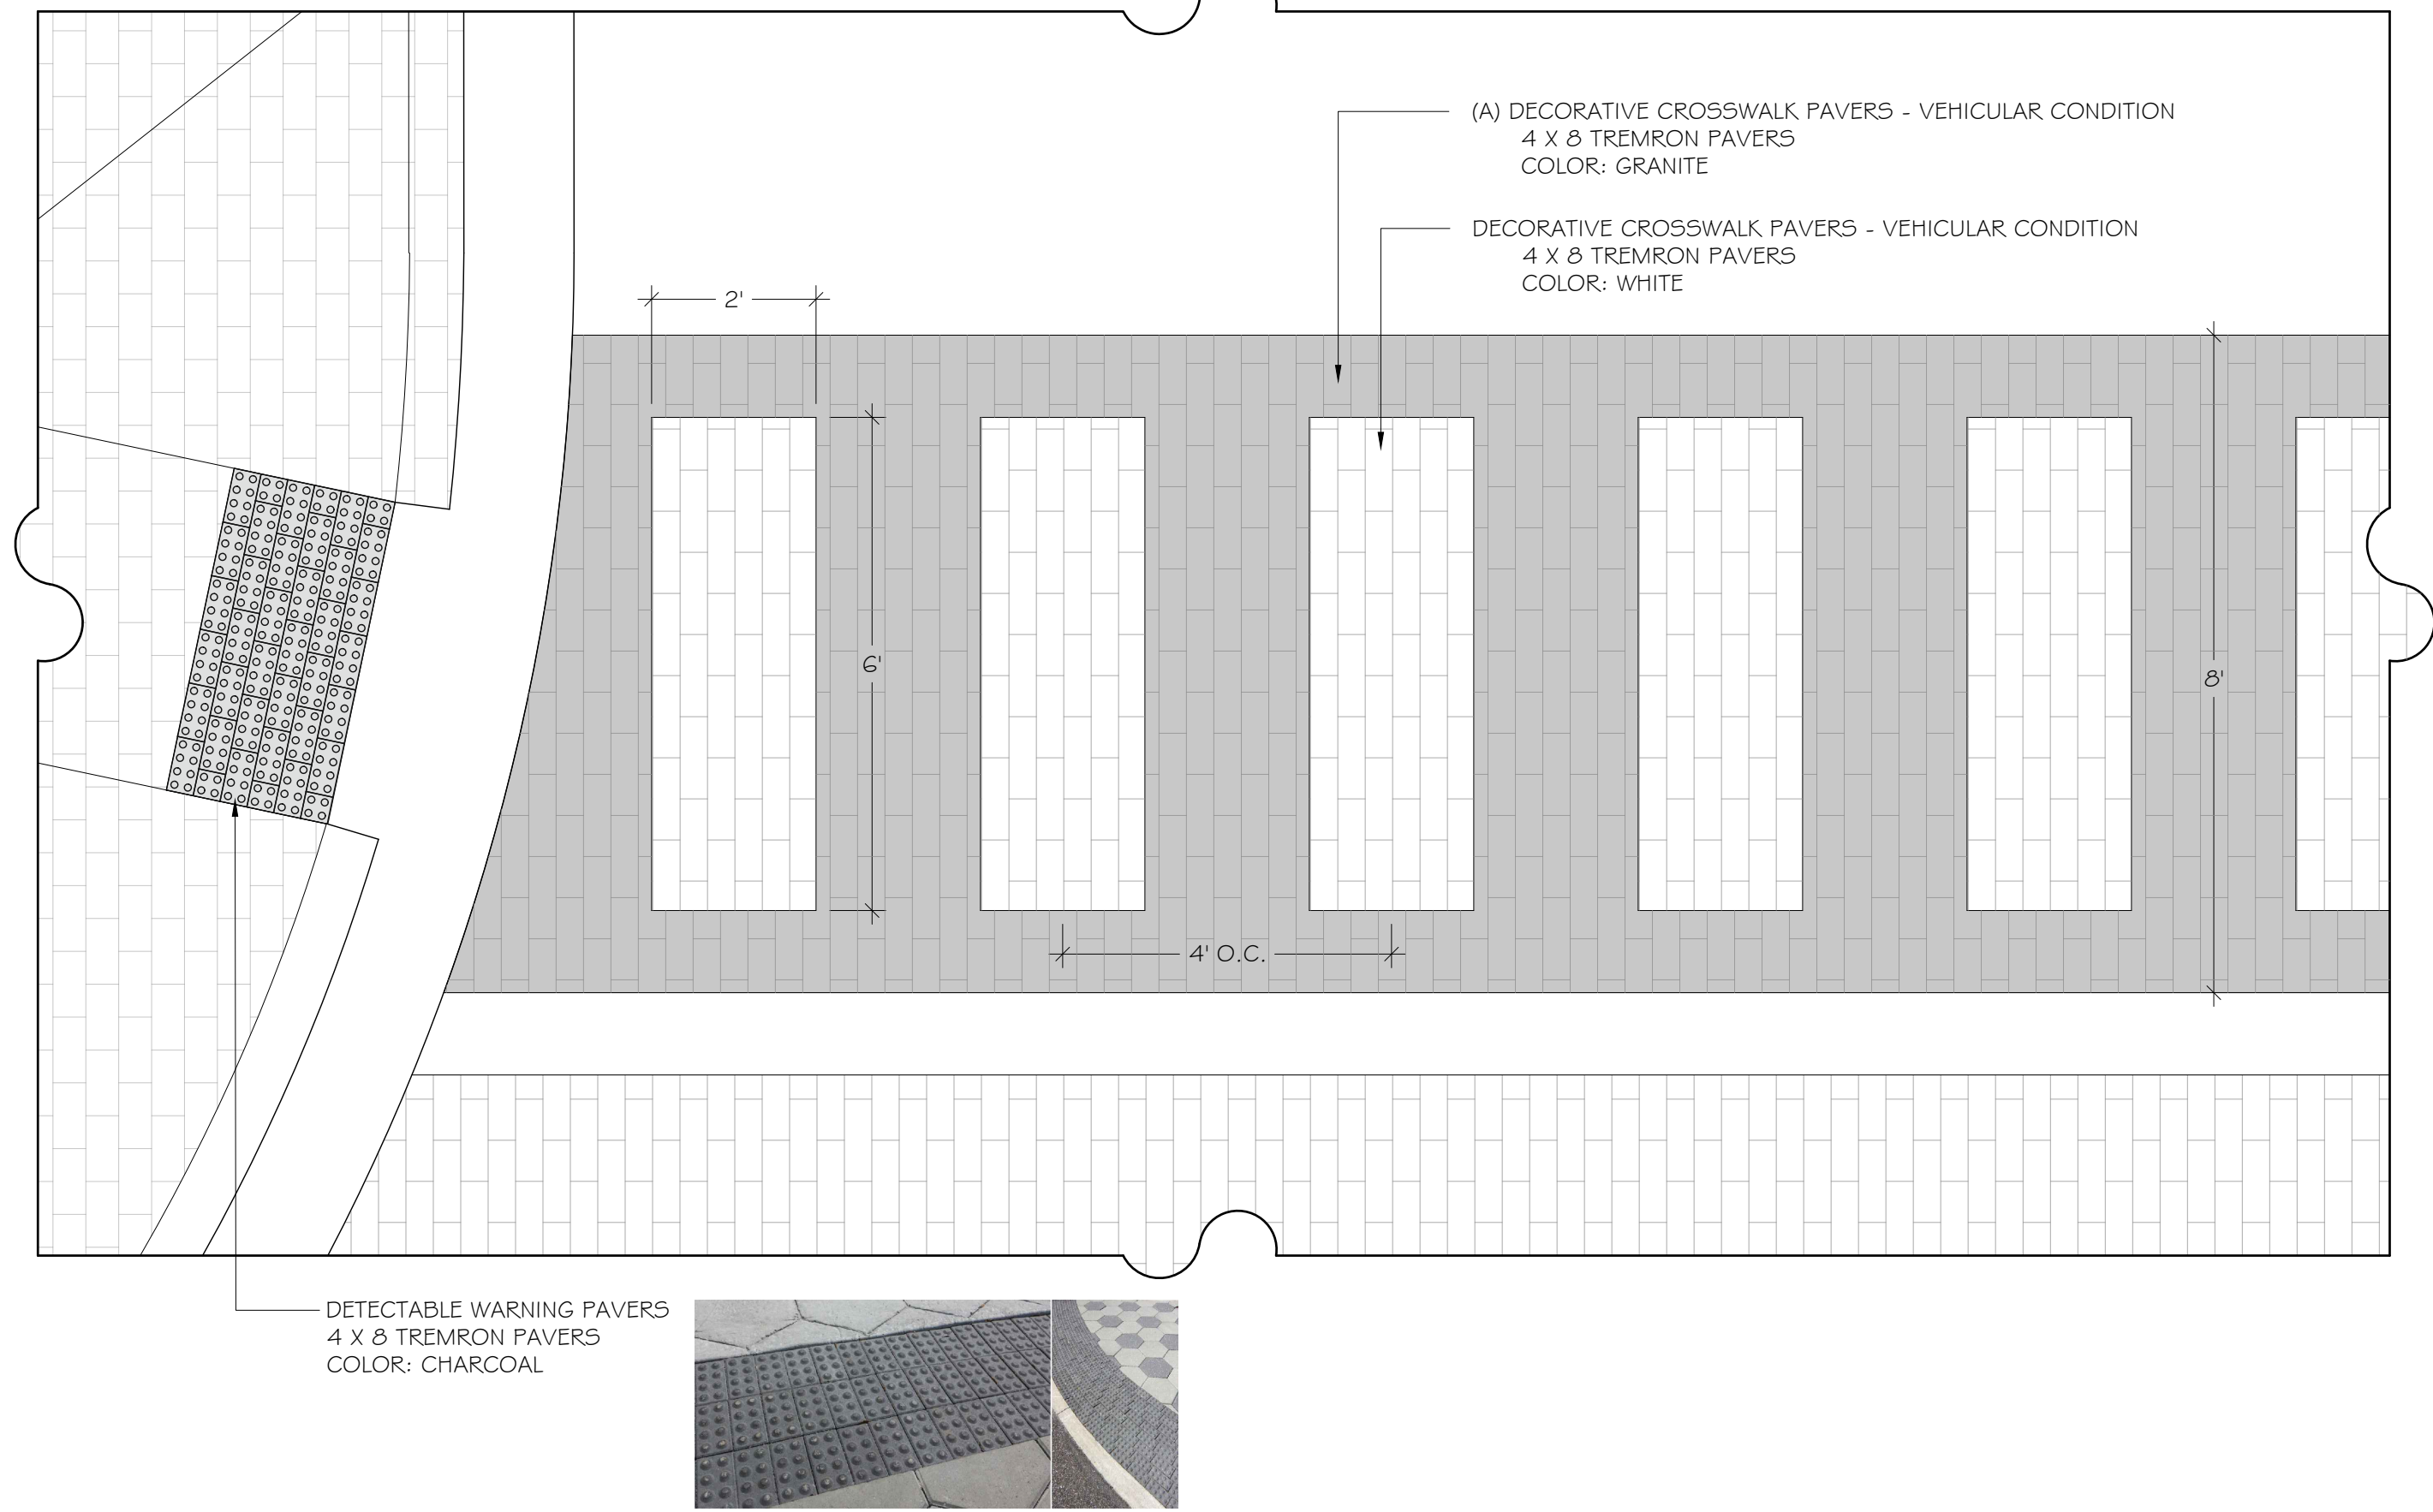 (A) DECORATIVE CROSSWALK PAVERS - VEHICULAR CONDITION
4 X 8 TREMRON PAVERS
COLOR: GRANITE
DECORATIVE CROSSWALK PAVERS - VEHICULAR CONDITION
4 X 8 TREMRON PAVERS
COLOR: WHITE
2'
6'
8'
4' O.C.
DETECTABLE WARNING PAVERS
4 X 8 TREMRON PAVERS
COLOR: CHARCOAL